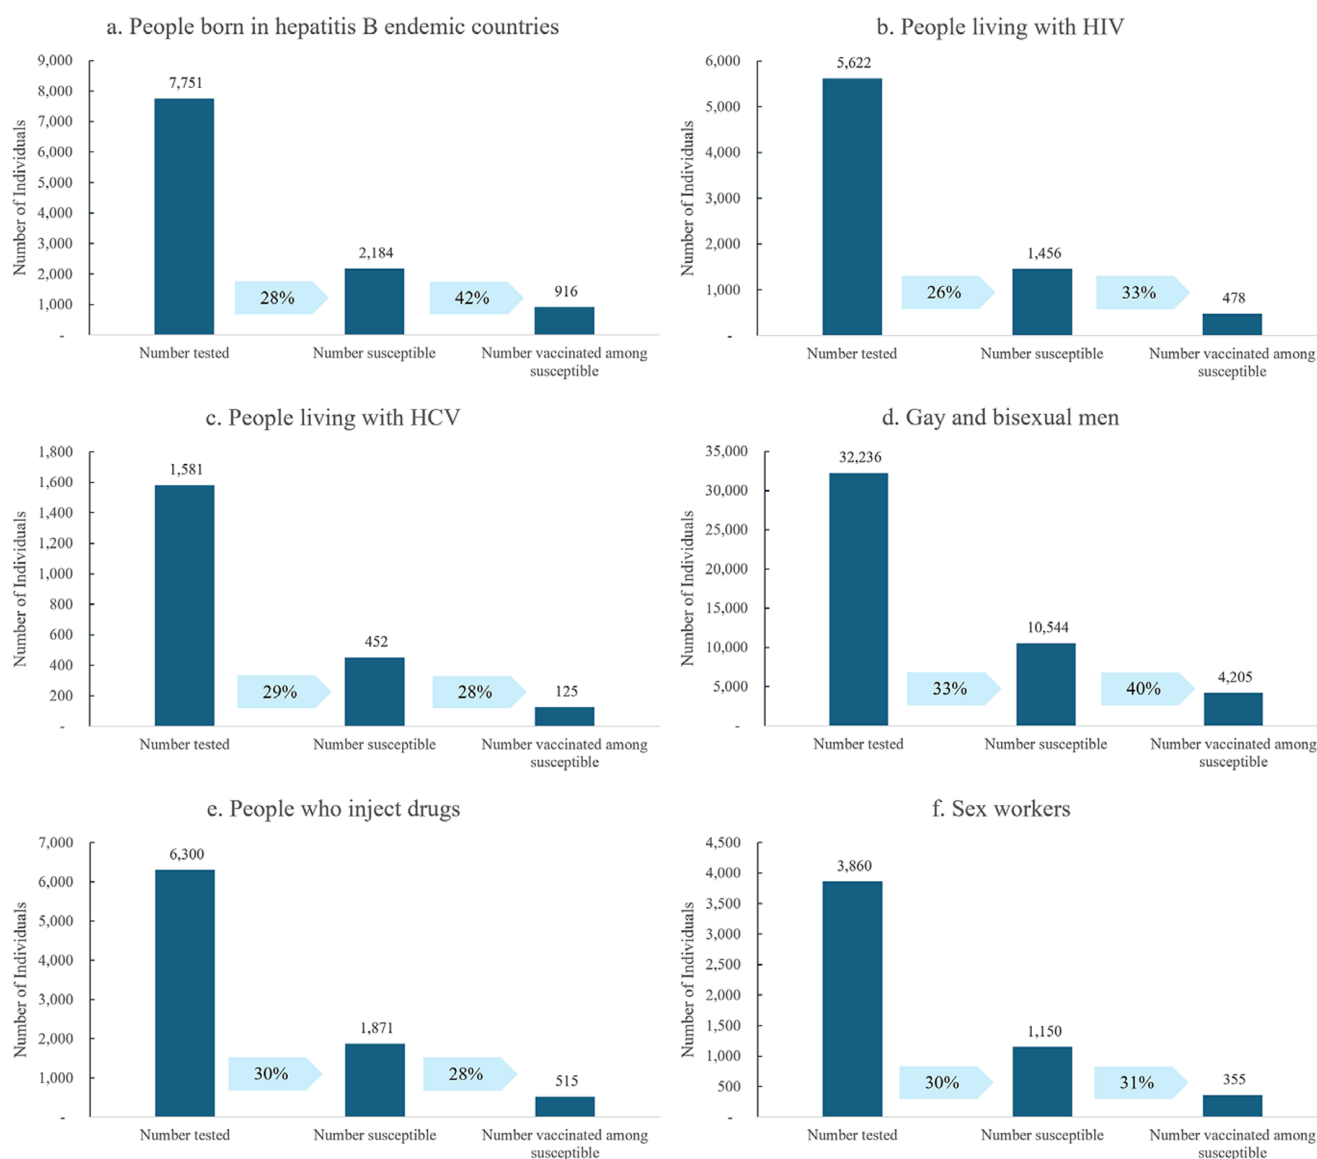 a. People born in hepatitis B endemic countries
Number of Individuals
9,000
8,000
7,000
6,000
5,000
4,000
3,000
2,000
1,000
-
7,751
2,184
916
28%
42%
Number tested
Number susceptible
Number vaccinated among
susceptible
b. People living with HIV
Number of Individuals
6,000
5,000
4,000
3,000
2,000
1,000
-
5,622
1,456
478
26%
33%
Number tested
Number susceptible
Number vaccinated among
susceptible
c. People living with HCV
Number of Individuals
1,800
1,600
1,400
1,200
1,000
800
600
400
200
-
1,581
452
125
29%
28%
Number tested
Number susceptible
Number vaccinated among
susceptible
d. Gay and bisexual men
Number of Individuals
35,000
30,000
25,000
20,000
15,000
10,000
5,000
-
32,236
10,544
4,205
33%
40%
Number tested
Number susceptible
Number vaccinated among
susceptible
e. People who inject drugs
Number of Individuals
7,000
6,000
5,000
4,000
3,000
2,000
1,000
-
6,300
1,871
515
30%
28%
Number tested
Number susceptible
Number vaccinated among
susceptible
f. Sex workers
Number of Individuals
4,500
4,000
3,500
3,000
2,500
2,000
1,500
1,000
500
-
3,860
1,150
355
30%
31%
Number tested
Number susceptible
Number vaccinated among
susceptible